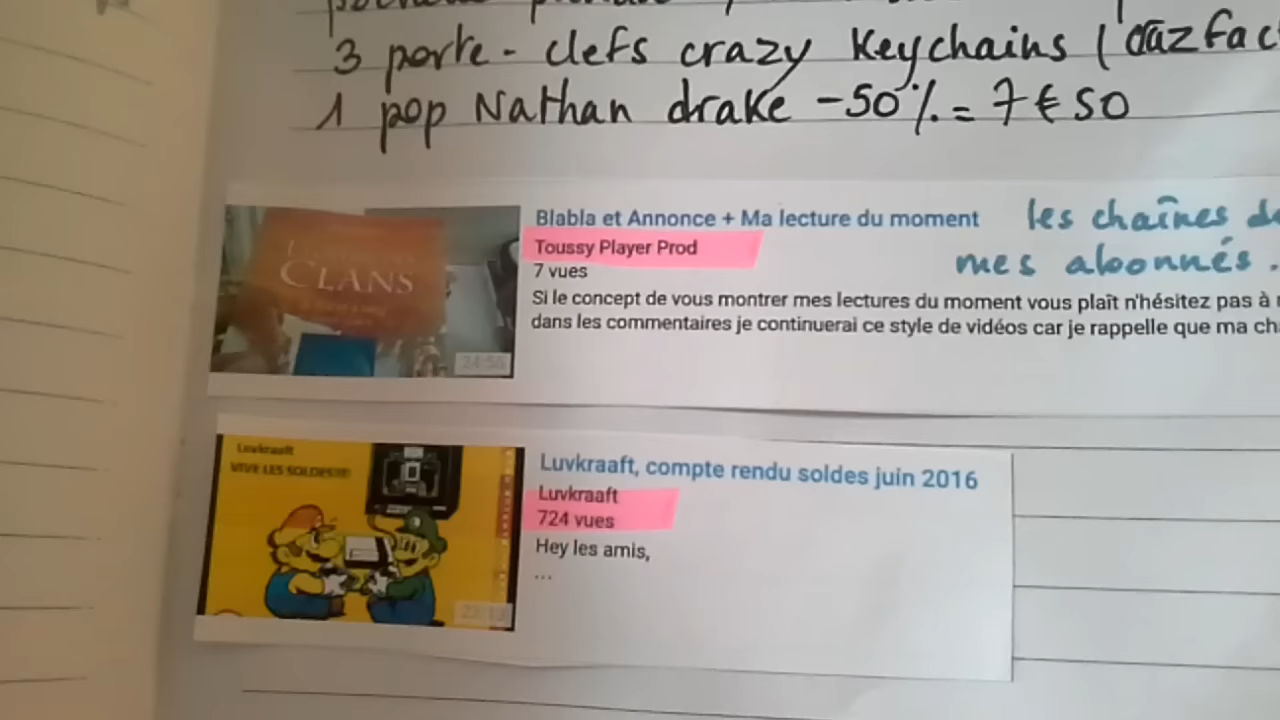 3 porte-clefs crazy keychains (
1 pop Nathan drake -50% = 7€50
CLANS
24:56
Blabla et Annonce + Ma lecture du moment
les chaînes
mes abonnés.
Toussy Player Prod
7 vues
Si le concept de vous montrer mes lectures du moment vous plaît n'hésitez pas à
dans les commentaires je continuerai ce style de vidéos car je rappelle que ma
Luvkraaft
VIVE LES SOLDES!!!
Luvkraaft, compte rendu soldes juin 2016
Luvkraaft
724 vues
Hey les amis,
...